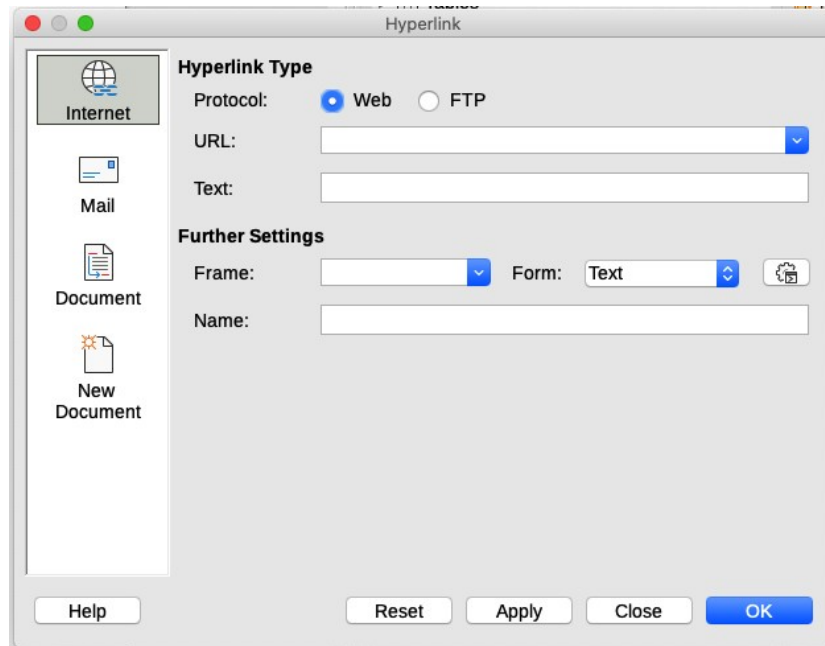 Hyperlink
Internet
Mail
Document
New
Document
Hyperlink Type
Protocol: Web FTP
URL:
Text:
Further Settings
Frame: Form: Text
Name:
Help Reset Apply Close OK